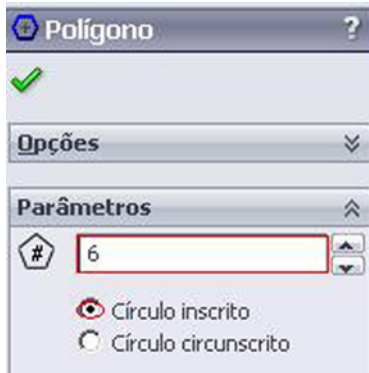 Polígono ?
Opções
Parâmetros
# 6
Círculo inscrito
Círculo circunscrito